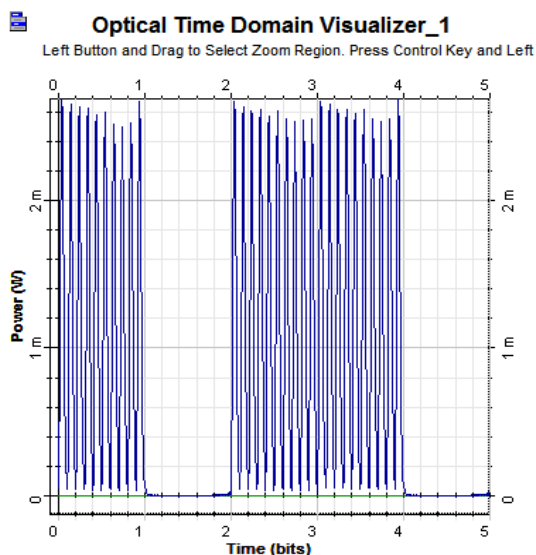 Optical Time Domain Visualizer_1
Left Button and Drag to Select Zoom Region. Press Control Key and Left
0 1 2 3 4 5
2 m
1 m
0
Power (W)
2 m
1 m
0
0 1 2 3 4 5
Time (bits)